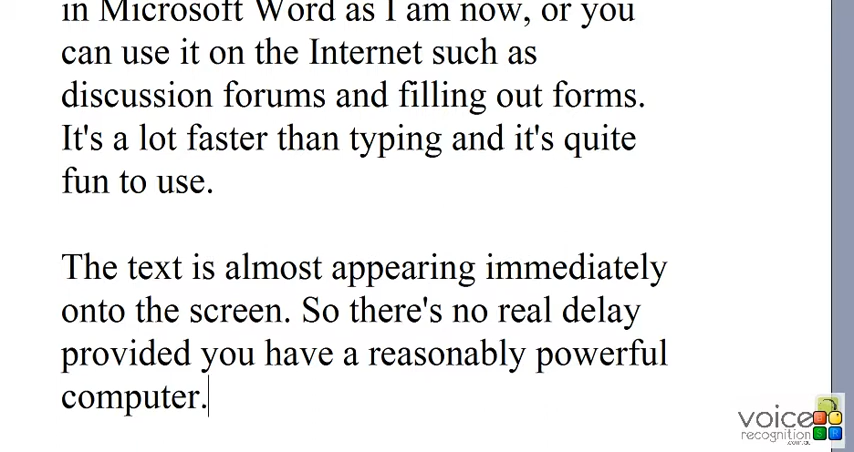 in Microsoft Word as I am now, or you
can use it on the Internet such as
discussion forums and filling out forms.
It's a lot faster than typing and it's quite
fun to use.
The text is almost appearing immediately
onto the screen. So there's no real delay
provided you have a reasonably powerful
computer.
voice
recognition
.com.au